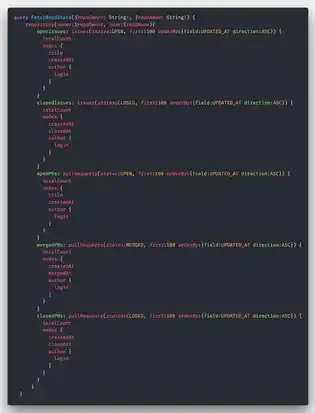 query FetchRepoStats($repoOwner: String!, $repoName: String!) {
repository(owner:$repoOwner, name:$repoName){
openIssues: issues(states:OPEN, first:100 orderBy:{field:UPDATED_AT direction:ASC}) {
totalCount
nodes {
title
createdAt
author {
login
}
}
}
closedIssues: issues(states:CLOSED, first:100 orderBy:{field:UPDATED_AT direction:ASC}) {
totalCount
nodes {
createdAt
closedAt
author {
login
}
}
}
openPRs: pullRequests(states:OPEN, first:100 orderBy:{field:UPDATED_AT direction:ASC}) {
totalCount
nodes {
title
createdAt
author {
login
}
}
}
mergedPRs: pullRequests(states:MERGED, first:100 orderBy:{field:UPDATED_AT direction:ASC}) {
totalCount
nodes {
createdAt
mergedAt
author {
login
}
}
}
closedPRs: pullRequests(states:CLOSED, first:100 orderBy:{field:UPDATED_AT direction:ASC}) {
totalCount
nodes {
createdAt
closedAt
author {
login
}
}
}
}
}